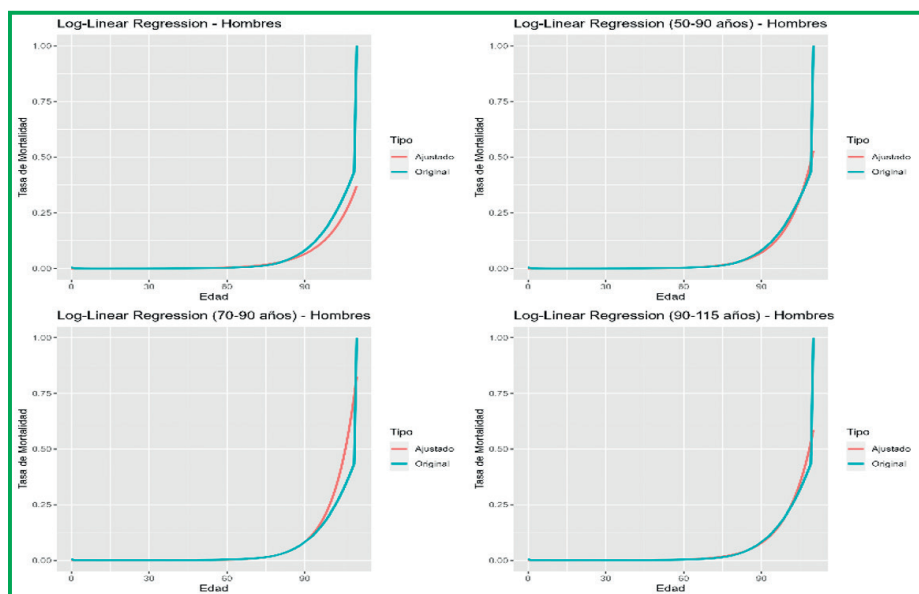 Log-Linear Regression - Hombres
1.00
0.75
0.50
0.25
0.00
Tasa de Mortalidad
0
30
60
90
Edad
Tipo
Ajustado
Original
Log-Linear Regression (50-90 años) - Hombres
1.00
0.75
0.50
0.25
0.00
Tasa de Mortalidad
0
30
60
90
Edad
Tipo
Ajustado
Original
Log-Linear Regression (70-90 años) - Hombres
1.00
0.75
0.50
0.25
0.00
Tasa de Mortalidad
0
30
60
90
Edad
Tipo
Ajustado
Original
Log-Linear Regression (90-115 años) - Hombres
1.00
0.75
0.50
0.25
0.00
Tasa de Mortalidad
0
30
60
90
Edad
Tipo
Ajustado
Original